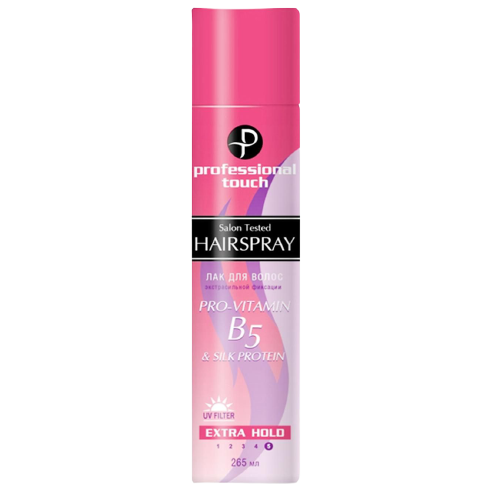 P
professional
touch
Salon Tested
HAIRSPRAY
ЛАК ДЛЯ ВОЛОС
экстрасильной фиксации
PRO-VITAMIN
B5
& SILK PROTEIN
UV FILTER
EXTRA HOLD
1 2 3 4 5
265 мл